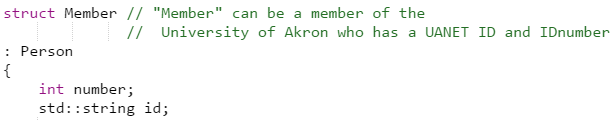 struct Member // "Member" can be a member of the
// University of Akron who has a UANET ID and IDnumber
: Person
{
int number;
std::string id;